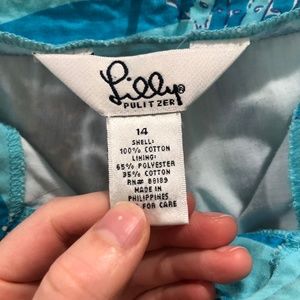 Lilly®
PULITZER
14
SHELL:
100% COTTON
LINING:
65% POLYESTER
35% COTTON
RN# 88189
MADE IN
PHILIPPINES
FOR CARE